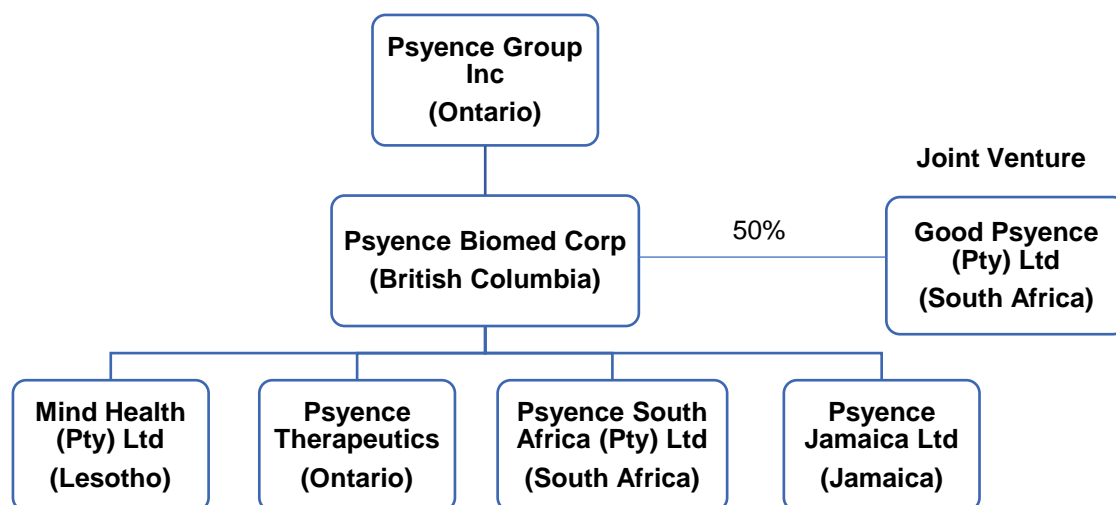 Psyence Group
Inc
(Ontario)
Joint Venture
Psyence Biomed Corp
(British Columbia)
50%
Good Psyence
(Pty) Ltd
(South Africa)
Mind Health
(Pty) Ltd
(Lesotho)
Psyence
Therapeutics
(Ontario)
Psyence South
Africa (Pty) Ltd
(South Africa)
Psyence
Jamaica Ltd
(Jamaica)